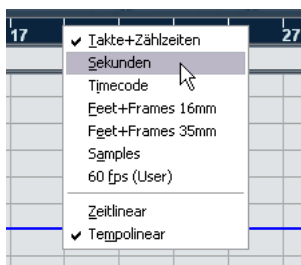 17
27
Takte+Zählzeiten
Sekunden
Timecode
Feet+Frames 16mm
Feet+Frames 35mm
Samples
60 fps (User)
Zeitlinear
Tempolinear